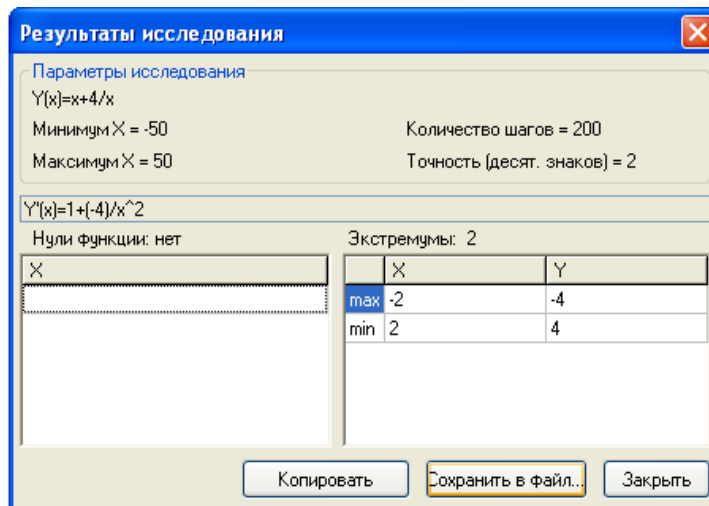 Результаты исследования
Параметры исследования
Y(x)=x+4/x
Минимум X = -50
Количество шагов = 200
Максимум X = 50
Точность (десят. знаков) = 2
Y'(x)=1+(-4)/x^2
Нули функции: нет
Экстремумы: 2
X
X Y
max -2 -4
min 2 4
Копировать
Сохранить в файл...
Закрыть